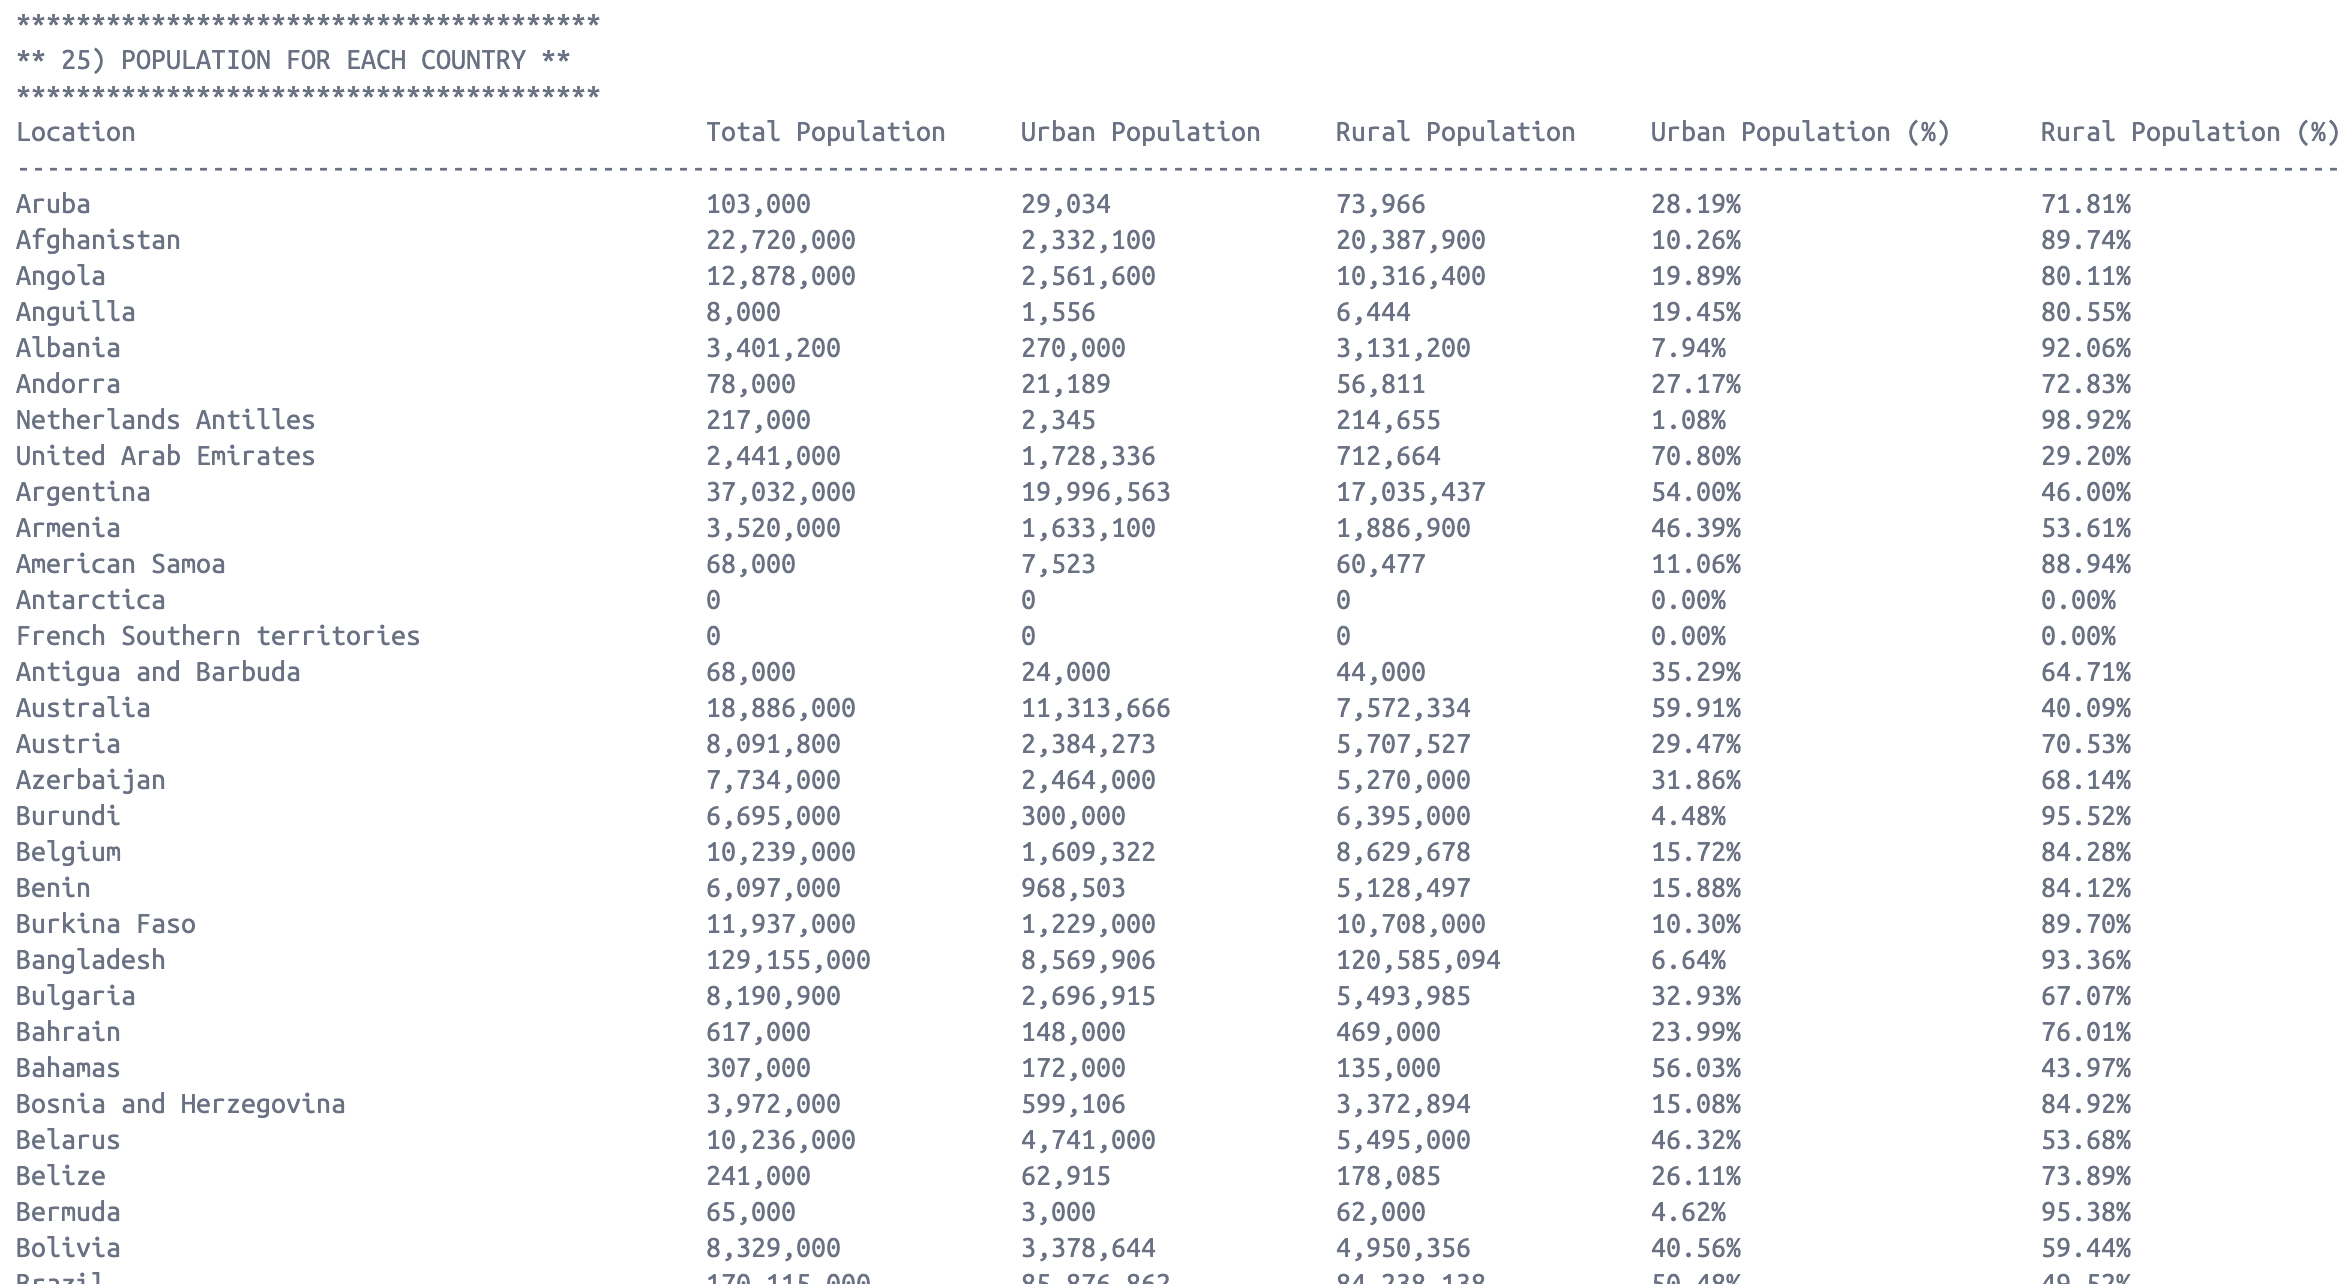 ***************************************
** 25) POPULATION FOR EACH COUNTRY **
***************************************
Location Total Population Urban Population Rural Population Urban Population (%) Rural Population (%)
-----------------------------------------------------------------------------------------------------------------------------------------------------------
Aruba 103,000 29,034 73,966 28.19% 71.81%
Afghanistan 22,720,000 2,332,100 20,387,900 10.26% 89.74%
Angola 12,878,000 2,561,600 10,316,400 19.89% 80.11%
Anguilla 8,000 1,556 6,444 19.45% 80.55%
Albania 3,401,200 270,000 3,131,200 7.94% 92.06%
Andorra 78,000 21,189 56,811 27.17% 72.83%
Netherlands Antilles 217,000 2,345 214,655 1.08% 98.92%
United Arab Emirates 2,441,000 1,728,336 712,664 70.80% 29.20%
Argentina 37,032,000 19,996,563 17,035,437 54.00% 46.00%
Armenia 3,520,000 1,633,100 1,886,900 46.39% 53.61%
American Samoa 68,000 7,523 60,477 11.06% 88.94%
Antarctica 0 0 0 0.00% 0.00%
French Southern territories 0 0 0 0.00% 0.00%
Antigua and Barbuda 68,000 24,000 44,000 35.29% 64.71%
Australia 18,886,000 11,313,666 7,572,334 59.91% 40.09%
Austria 8,091,800 2,384,273 5,707,527 29.47% 70.53%
Azerbaijan 7,734,000 2,464,000 5,270,000 31.86% 68.14%
Burundi 6,695,000 300,000 6,395,000 4.48% 95.52%
Belgium 10,239,000 1,609,322 8,629,678 15.72% 84.28%
Benin 6,097,000 968,503 5,128,497 15.88% 84.12%
Burkina Faso 11,937,000 1,229,000 10,708,000 10.30% 89.70%
Bangladesh 129,155,000 8,569,906 120,585,094 6.64% 93.36%
Bulgaria 8,190,900 2,696,915 5,493,985 32.93% 67.07%
Bahrain 617,000 148,000 469,000 23.99% 76.01%
Bahamas 307,000 172,000 135,000 56.03% 43.97%
Bosnia and Herzegovina 3,972,000 599,106 3,372,894 15.08% 84.92%
Belarus 10,236,000 4,741,000 5,495,000 46.32% 53.68%
Belize 241,000 62,915 178,085 26.11% 73.89%
Bermuda 65,000 3,000 62,000 4.62% 95.38%
Bolivia 8,329,000 3,378,644 4,950,356 40.56% 59.44%
Brazil 170,115,000 85,876,862 84,238,138 50.48% 49.52%